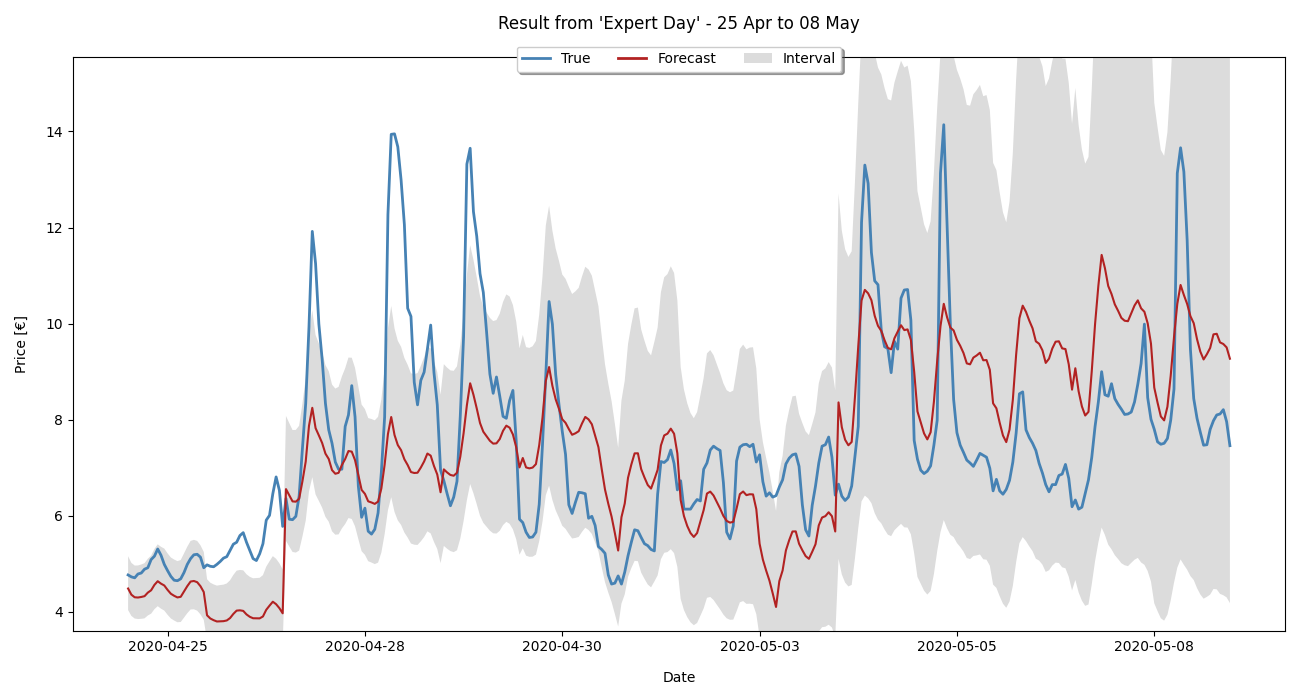 Result from 'Expert Day' - 25 Apr to 08 May
True Forecast Interval
14
12
10
8
6
4
Price [€]
2020-04-25 2020-04-28 2020-04-30 2020-05-03 2020-05-05 2020-05-08
Date